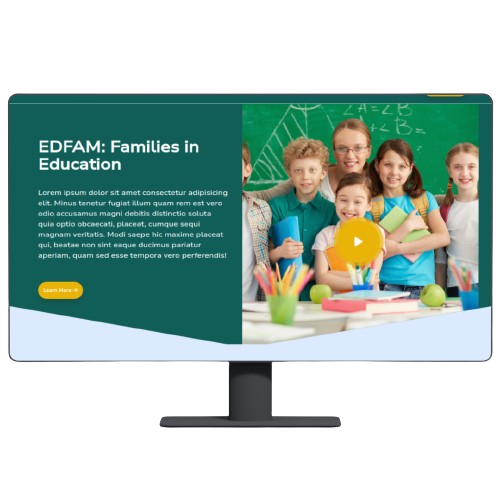 EDFAM: Families in
Education
Lorem ipsum dolor sit amet consectetur adipisicing
elit. Minus tenetur fugiat illum quam rem est vero
odio accusamus magni debitis distinctio soluta
quia optio obcaecati, placeat, cumque sequi
magnam veritatis. Modi saepe hic maxime placeat
qui, beatae non sint eaque ducimus pariatur
aperiam, quam sed esse tempora vero perferendis!
Learn More →
∠A=∠B